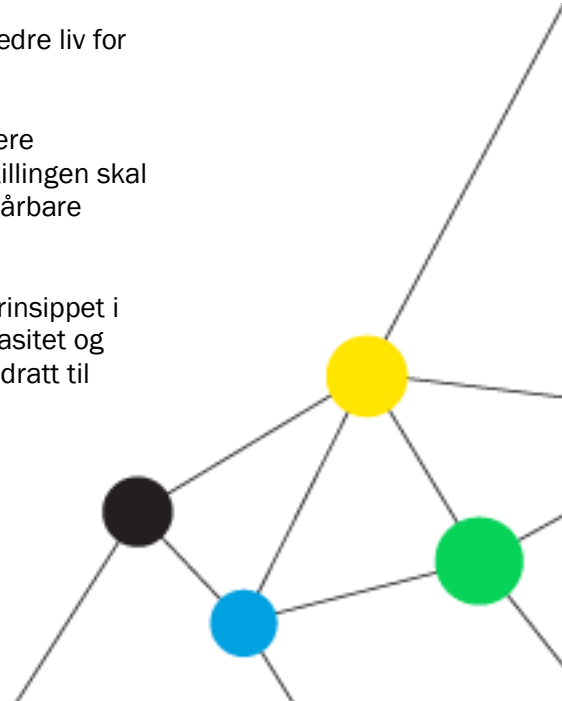 edre liv for
ere
illingen skal
årbare
rinsippet i
asitet og
dratt til